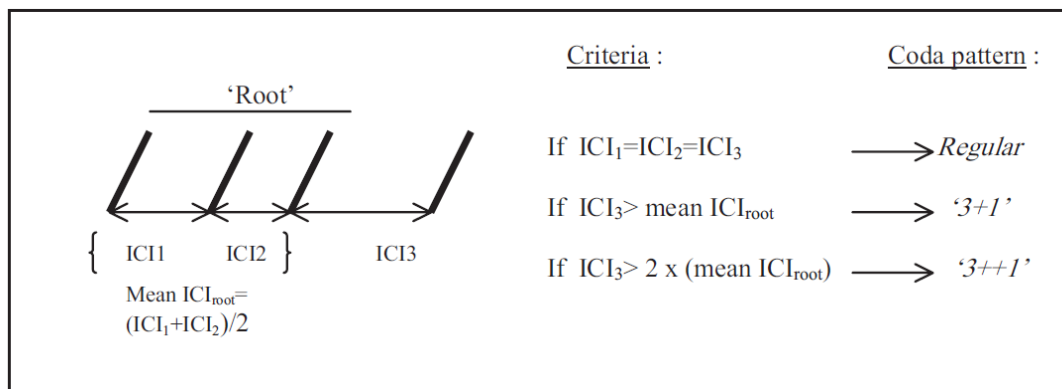 Criteria :
Coda pattern :
‘Root’
If ICI₁=ICI₂=ICI₃
Regular
If ICI₃> mean ICIroot
‘3+1’
{ ICI1 ICI2 } ICI3
If ICI₃> 2 x (mean ICIroot)
‘3++1’
Mean ICIroot=
(ICI₁+ICI₂)/2